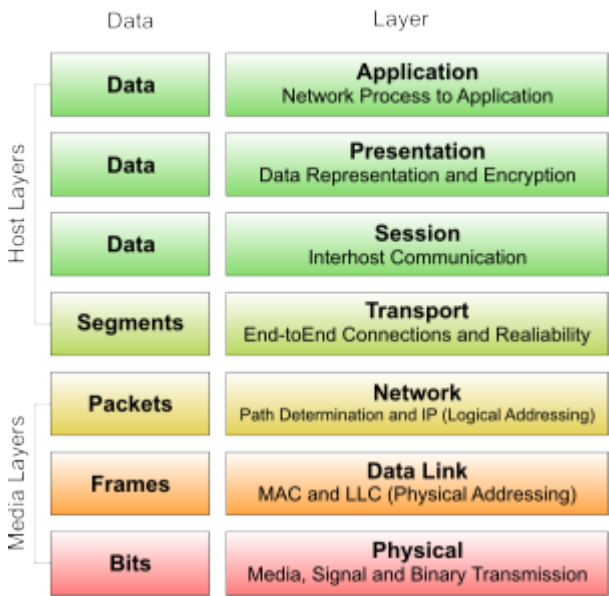 Data
Layer
Host Layers
Data
Application
Network Process to Application
Data
Presentation
Data Representation and Encryption
Data
Session
Interhost Communication
Segments
Transport
End-toEnd Connections and Realiability
Media Layers
Packets
Network
Path Determination and IP (Logical Addressing)
Frames
Data Link
MAC and LLC (Physical Addressing)
Bits
Physical
Media, Signal and Binary Transmission